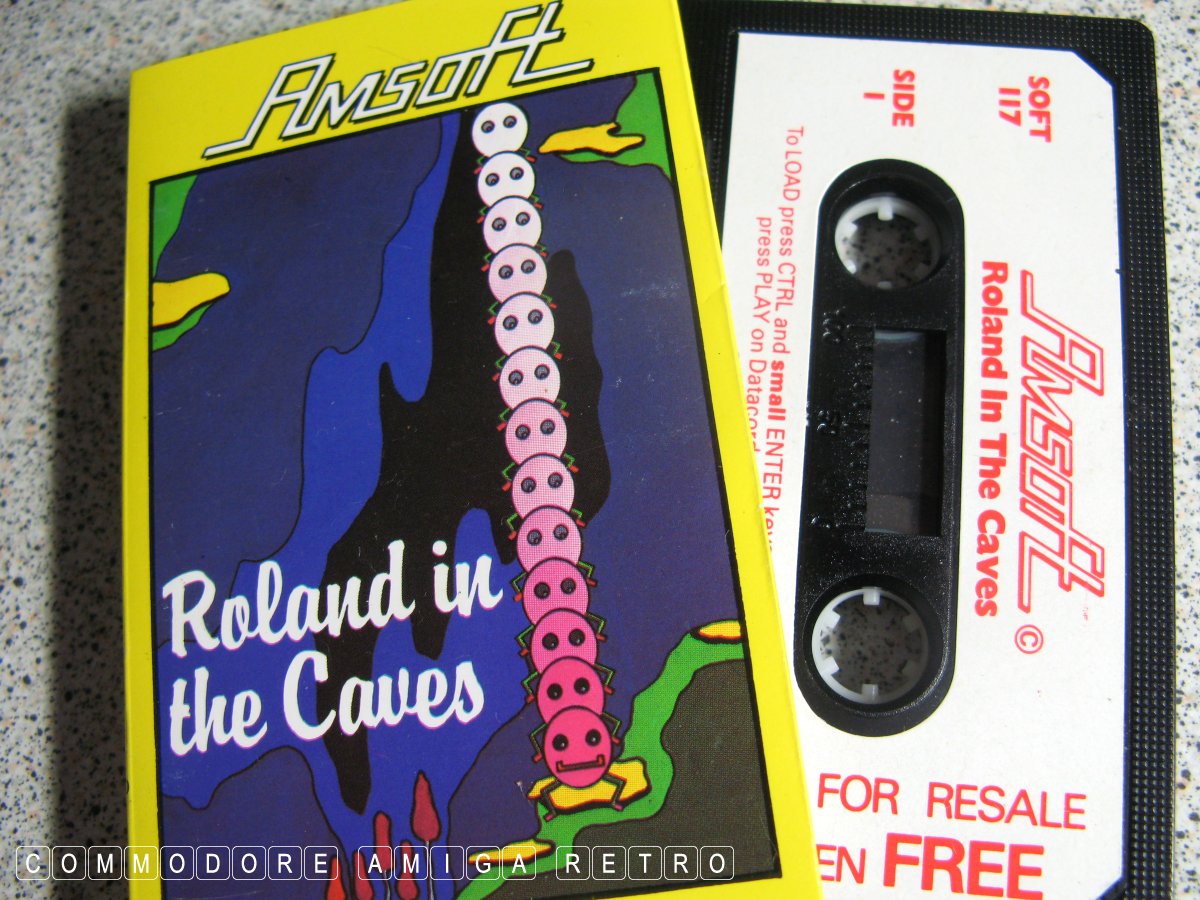 Amsoft
Roland in
the Caves
SOFT
117
SIDE
1
Amsoft
Roland In The Caves
©
To LOAD press CTRL and small ENTER key,
press PLAY on
FOR RESALE
FREE
COMMODORE AMIGA RETRO